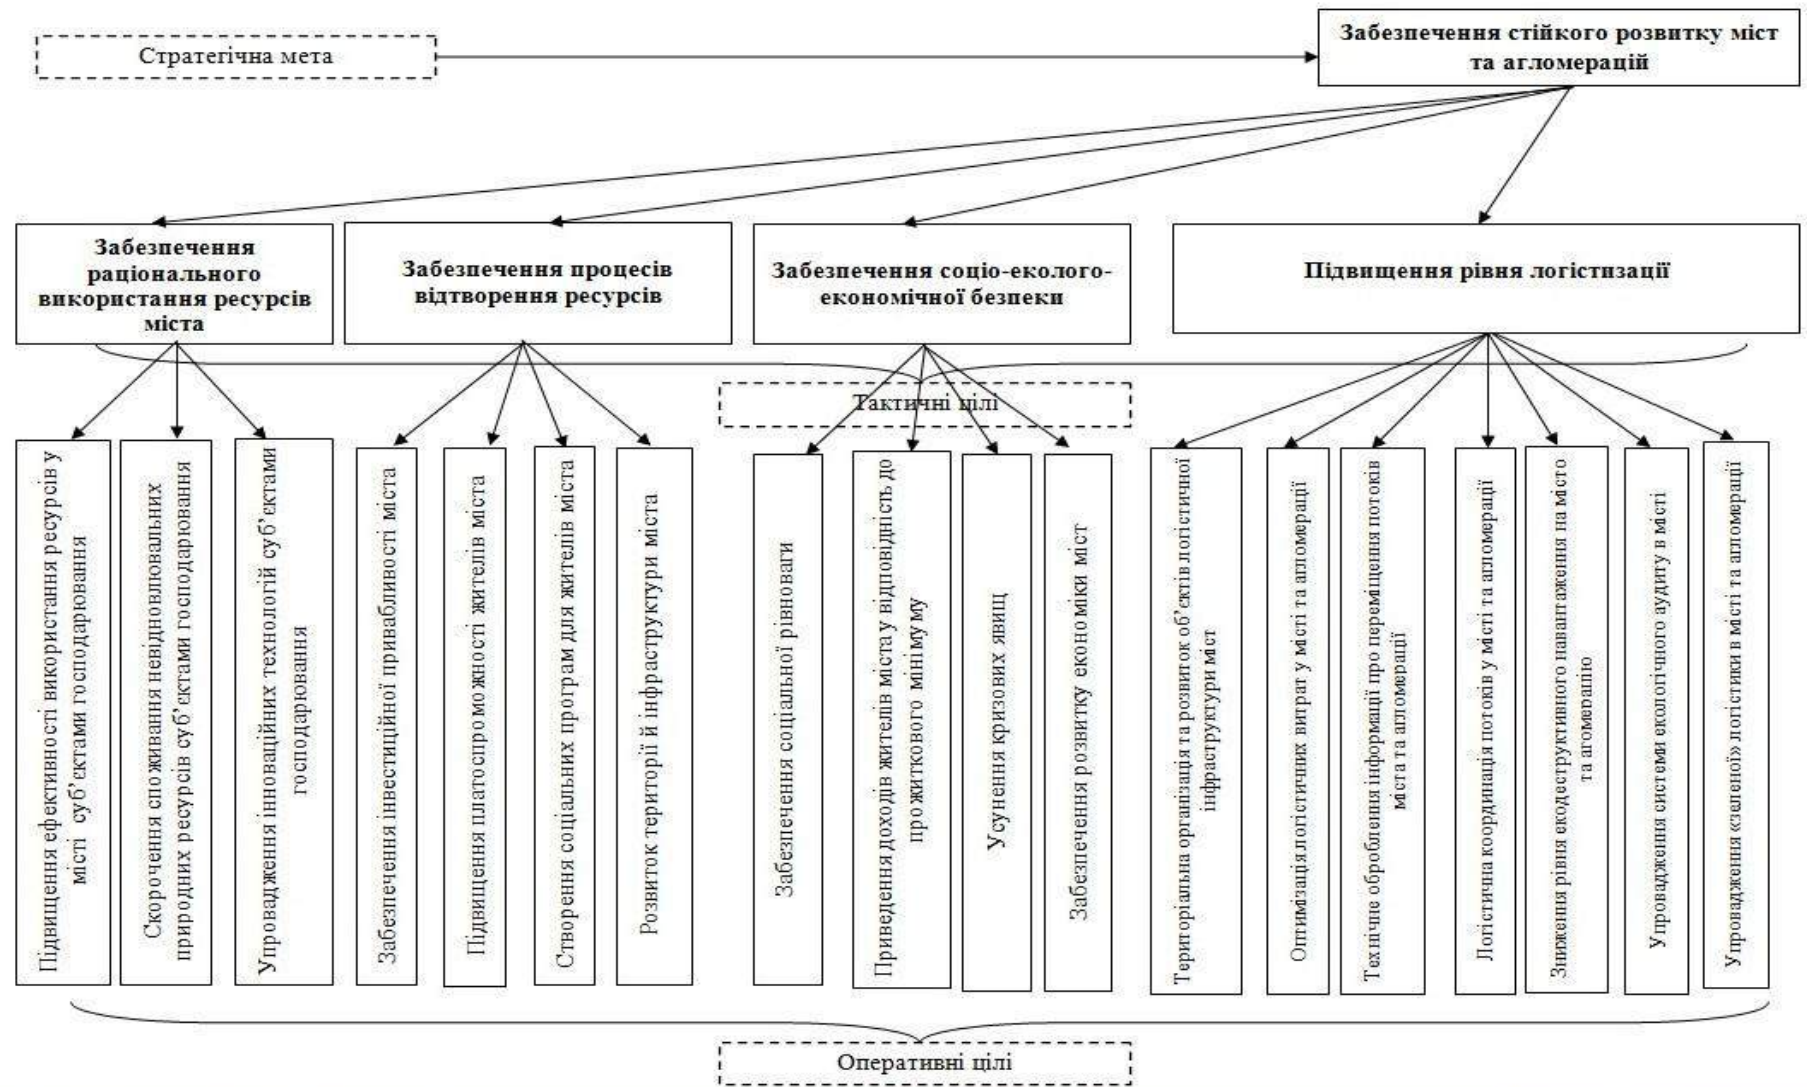 Стратегічна мета
Забезпечення стійкого розвитку міст
та агломерацій
Забезпечення
раціонального
використання ресурсів
міста
Забезпечення процесів
відтворення ресурсів
Забезпечення соціо-еколого-
економічної безпеки
Підвищення рівня логістизації
Тактичні цілі
Підвищення ефективності використання ресурсів у
місті суб'єктами господарювання
Скорочення споживання невідновлювальних
природних ресурсів суб'єктами господарювання
Упровадження інноваційних технологій суб'єктами
господарювання
Забезпечення інвестиційної привабливості міста
Підвищення платоспроможності жителів міста
Створення соціальних програм для жителів міста
Розвиток території й інфраструктури міста
Забезпечення соціальної рівноваги
Приведення доходів жителів міста у відповідність до
прожиткового мінімуму
Усунення кризових явищ
Забезпечення розвитку економіки міст
Територіальна організація та розвиток об'єктів логістичної
інфраструктури міст
Оптимізація логістичних витрат у місті та агломерації
Технічне оброблення інформації про переміщення потоків
міста та агломерації
Логістична координація потоків у місті та агломерації
Зниження рівня екодеструктивного навантаження на місто
та агомерацію
Упровадження системи екологічного аудиту в місті
Упровадження «зеленої» логістики в місті та агломерації
Оперативні цілі